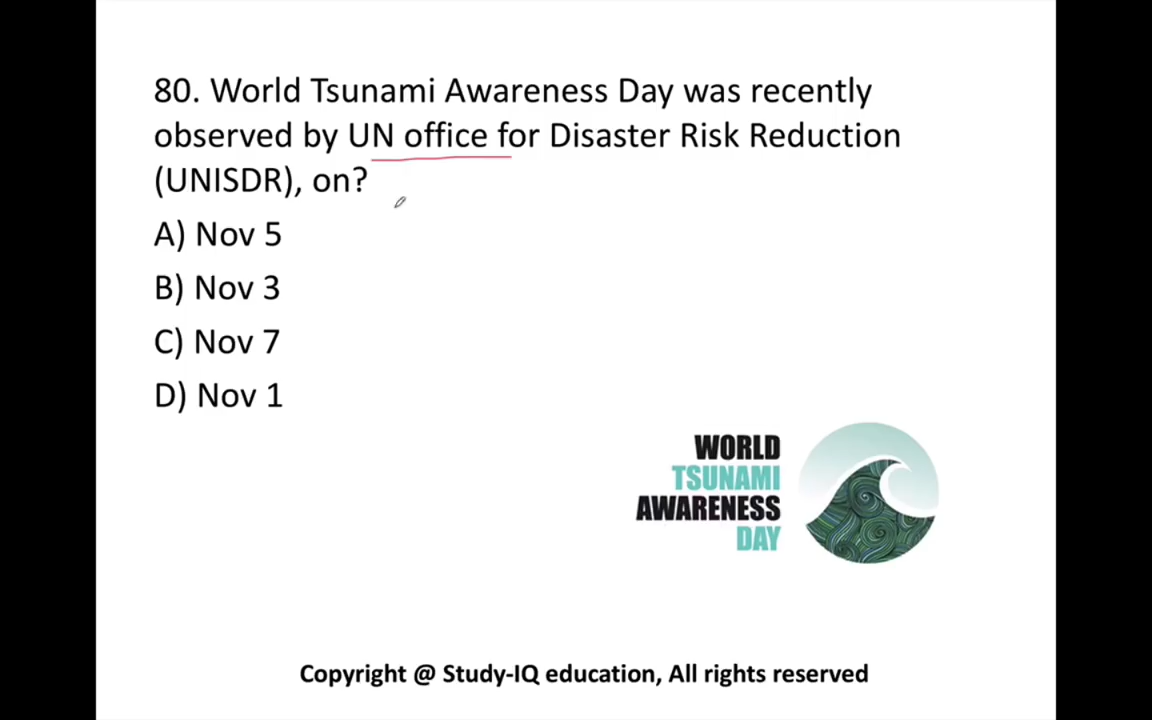 80. World Tsunami Awareness Day was recently
observed by UN office for Disaster Risk Reduction
(UNISDR), on?
A) Nov 5
B) Nov 3
C) Nov 7
D) Nov 1
WORLD
TSUNAMI
AWARENESS
DAY
Copyright @ Study-IQ education, All rights reserved